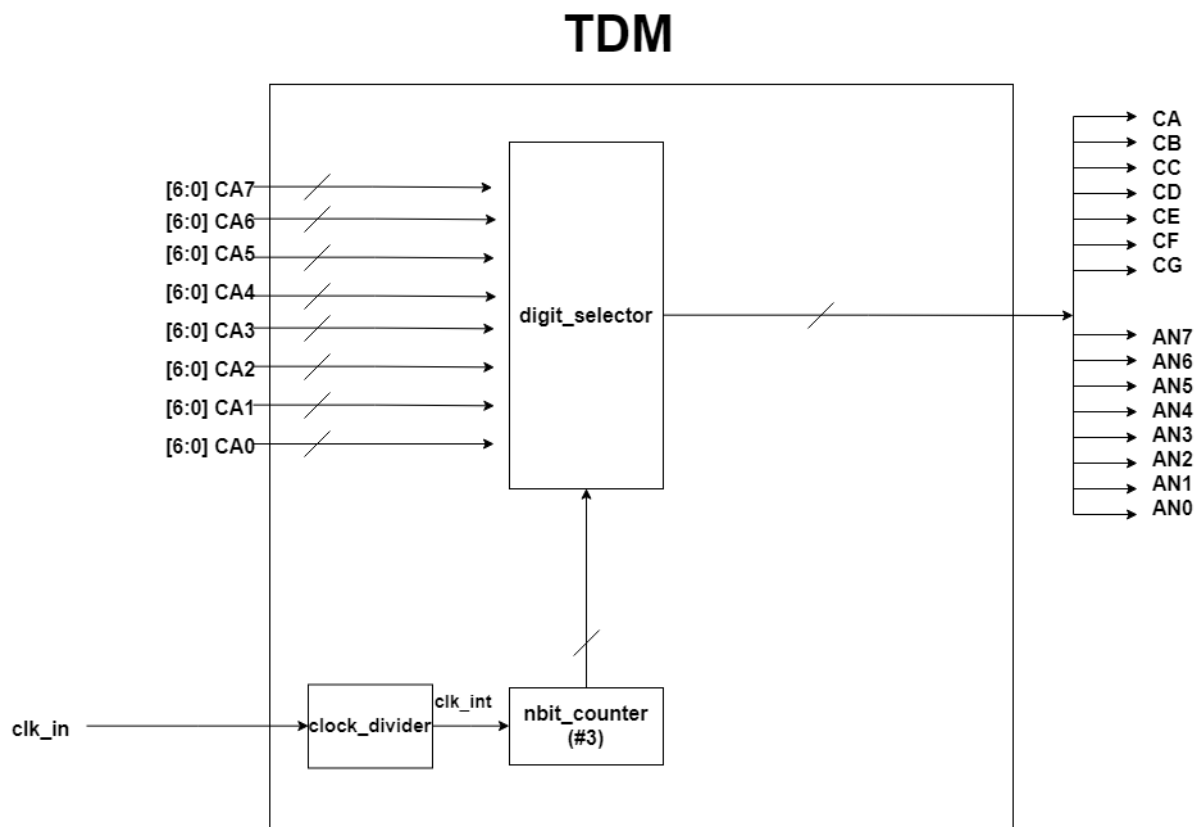 TDM
[6:0] CA7
[6:0] CA6
[6:0] CA5
[6:0] CA4
[6:0] CA3
[6:0] CA2
[6:0] CA1
[6:0] CA0
digit_selector
CA
CB
CC
CD
CE
CF
CG
AN7
AN6
AN5
AN4
AN3
AN2
AN1
AN0
clk_in
clock_divider
clk_int
nbit_counter
(#3)